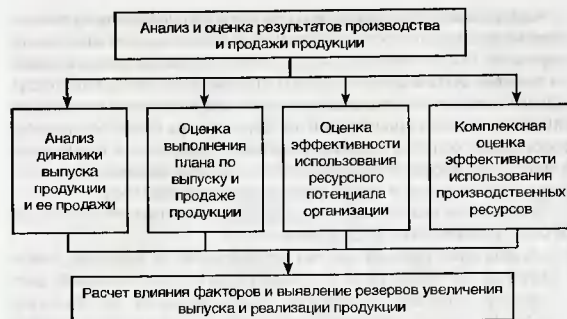 Анализ и оценка результатов производства
и продажи продукции
Анализ
динамики
выпуска
продукции
и ее продажи
Оценка
выполнения
плана по
выпуску и
продаже
продукции
Оценка
эффективности
использования
ресурсного
потенциала
организации
Комплексная
оценка
эффективности
использования
производственных
ресурсов
Расчет влияния факторов и выявление резервов увеличения
выпуска и реализации продукции